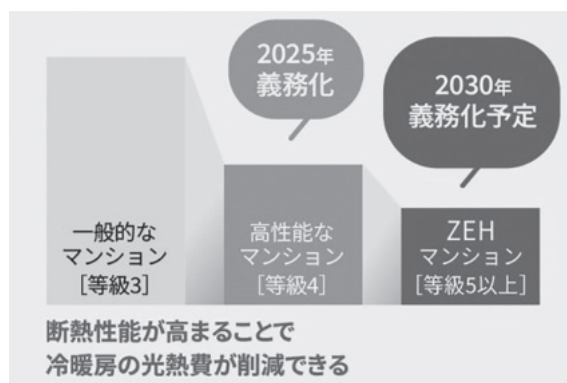 2025年
義務化
2030年
義務化予定
一般的な
マンション
［等級3］
高性能な
マンション
［等級4］
ZEH
マンション
［等級5以上］
断熱性能が高まることで
冷暖房の光熱費が削減できる